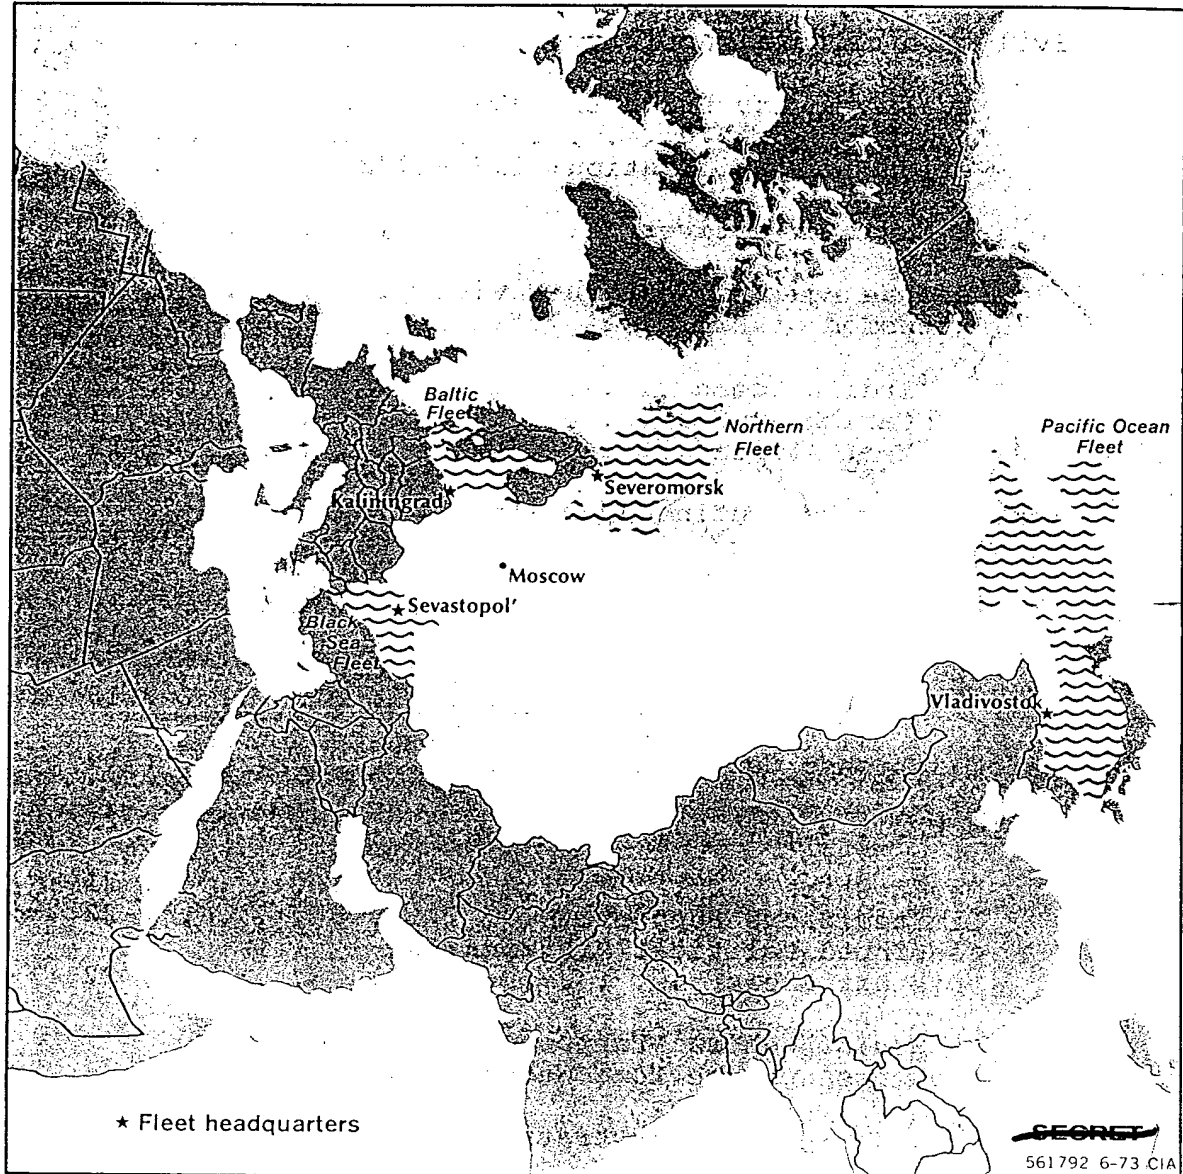 Baltic
Fleet
Northern
Fleet
Pacific Ocean
Fleet
Kaliningrad
Severomorsk
Moscow
Sevastopol'
Black
Sea
Fleet
Vladivostok
★ Fleet headquarters
SECRET
561792 6-73 CIA